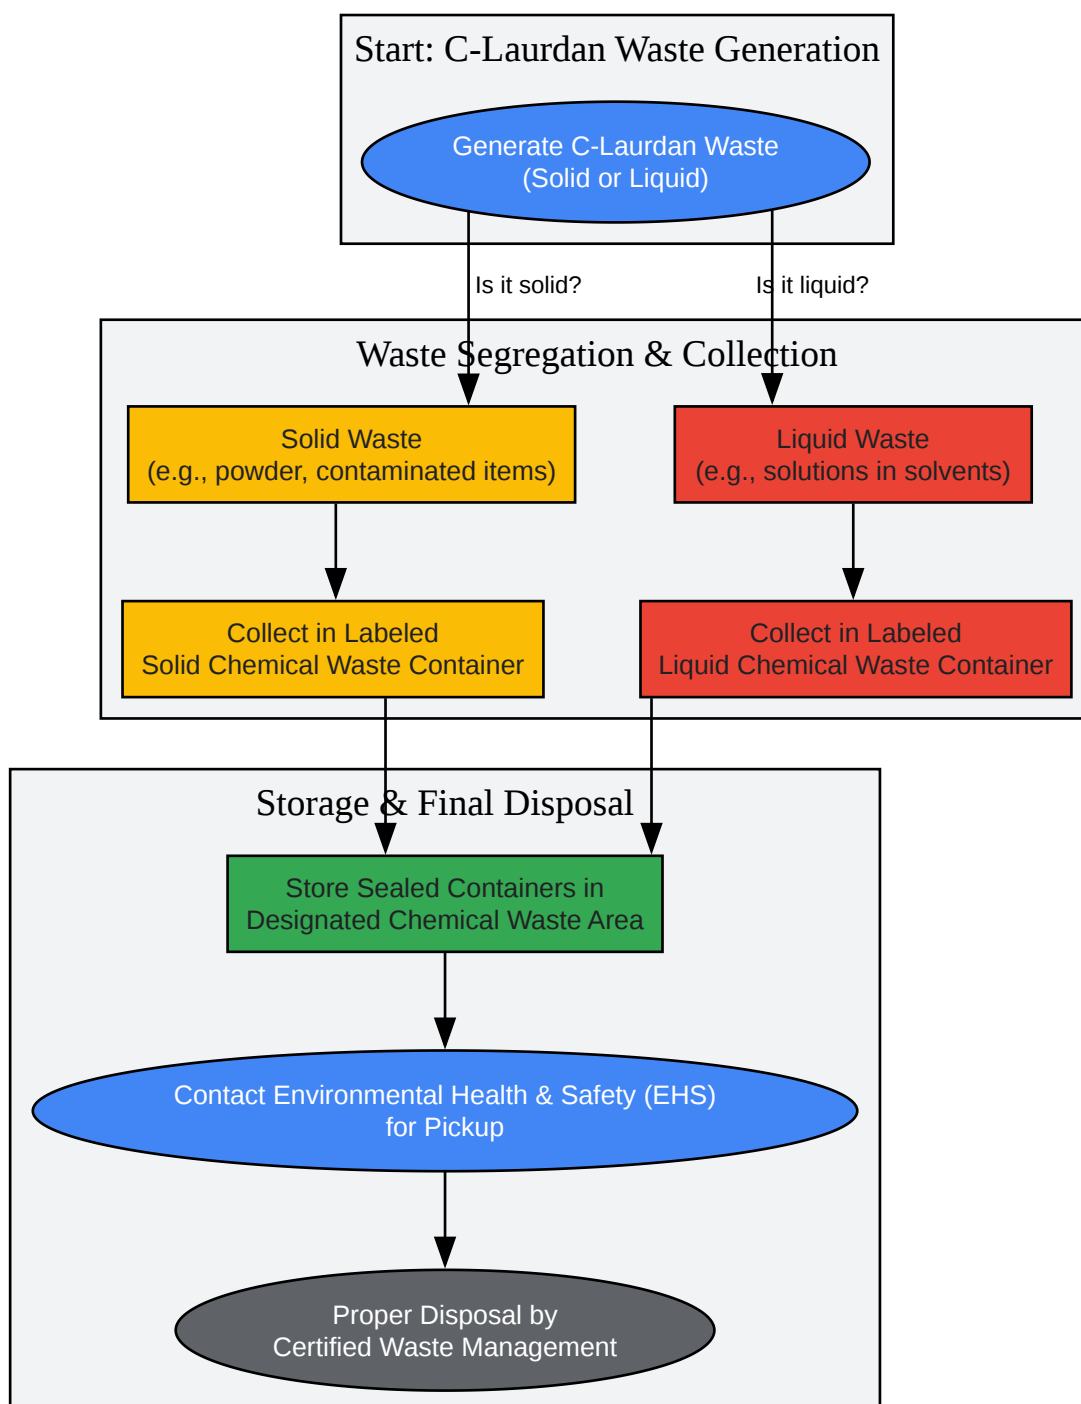 Start: C-Laurdan Waste Generation
Generate C-Laurdan Waste
(Solid or Liquid)
Is it solid?
Is it liquid?
Waste Segregation & Collection
Solid Waste
(e.g., powder, contaminated items)
Liquid Waste
(e.g., solutions in solvents)
Collect in Labeled
Solid Chemical Waste Container
Collect in Labeled
Liquid Chemical Waste Container
Storage & Final Disposal
Store Sealed Containers in
Designated Chemical Waste Area
Contact Environmental Health & Safety (EHS)
for Pickup
Proper Disposal by
Certified Waste Management